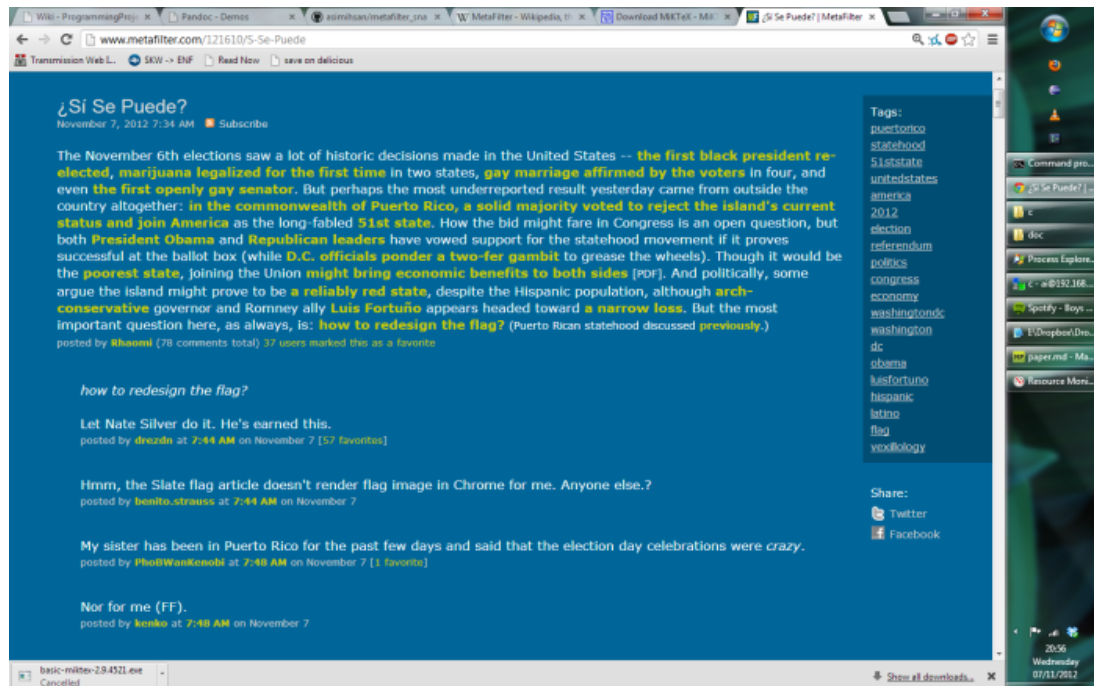 Wiki - ProgrammingProj
Pandoc - Demos
asimihsan/metafilter_sna
MetaFilter - Wikipedia, th
Download MiKTeX - MiK
¿Sí Se Puede? | MetaFilter
www.metafilter.com/121610/S-Se-Puede
Transmission Web I...
SKW -> ENF
Read Now
save on delicious
¿Sí Se Puede?
November 7, 2012 7:34 AM Subscribe
The November 6th elections saw a lot of historic decisions made in the United States -- the first black president re-
elected, marijuana legalized for the first time in two states, gay marriage affirmed by the voters in four, and
even the first openly gay senator. But perhaps the most underreported result yesterday came from outside the
country altogether: in the commonwealth of Puerto Rico, a solid majority voted to reject the island's current
status and join America as the long-fabled 51st state. How the bid might fare in Congress is an open question, but
both President Obama and Republican leaders have vowed support for the statehood movement if it proves
successful at the ballot box (while D.C. officials ponder a two-fer gambit to grease the wheels). Though it would be
the poorest state, joining the Union might bring economic benefits to both sides [PDF]. And politically, some
argue the island might prove to be a reliably red state, despite the Hispanic population, although arch-
conservative governor and Romney ally Luis Fortuño appears headed toward a narrow loss. But the most
important question here, as always, is: how to redesign the flag? (Puerto Rican statehood discussed previously.)
posted by Rhaomi (78 comments total) 37 users marked this as a favorite
how to redesign the flag?
Let Nate Silver do it. He's earned this.
posted by drezdn at 7:44 AM on November 7 [57 favorites]
Hmm, the Slate flag article doesn't render flag image in Chrome for me. Anyone else.?
posted by benito.strauss at 7:44 AM on November 7
My sister has been in Puerto Rico for the past few days and said that the election day celebrations were crazy.
posted by PhoBWanKenobi at 7:48 AM on November 7 [1 favorite]
Nor for me (FF).
posted by kenko at 7:48 AM on November 7
Tags:
puertorico
statehood
51ststate
unitedstates
america
2012
election
referendum
politics
congress
economy
washingtondc
washington
dc
obama
luisfortuno
hispanic
latino
flag
vexillology
Share:
Twitter
Facebook
Command pro...
¿Sí Se Puede? | ...
c
doc
Process Explore...
c - ai@192.168...
Spotify - Boys ...
E:\Dropbox\Dro...
paper.md - Ma...
Resource Moni...
20:56
Wednesday
07/11/2012
basic-miktex-2.9.4521.exe
Cancelled
Show all downloads...